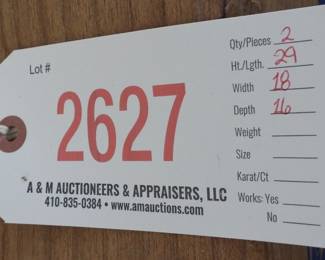 Lot #
2627
A & M AUCTIONEERS & APPRAISERS, LLC
410-835-0384 • www.amauctions.com
Qty/Pieces 2
Ht./Lgth. 29
Width 18
Depth 16
Weight
Size
Karat/Ct
Works: Yes
No